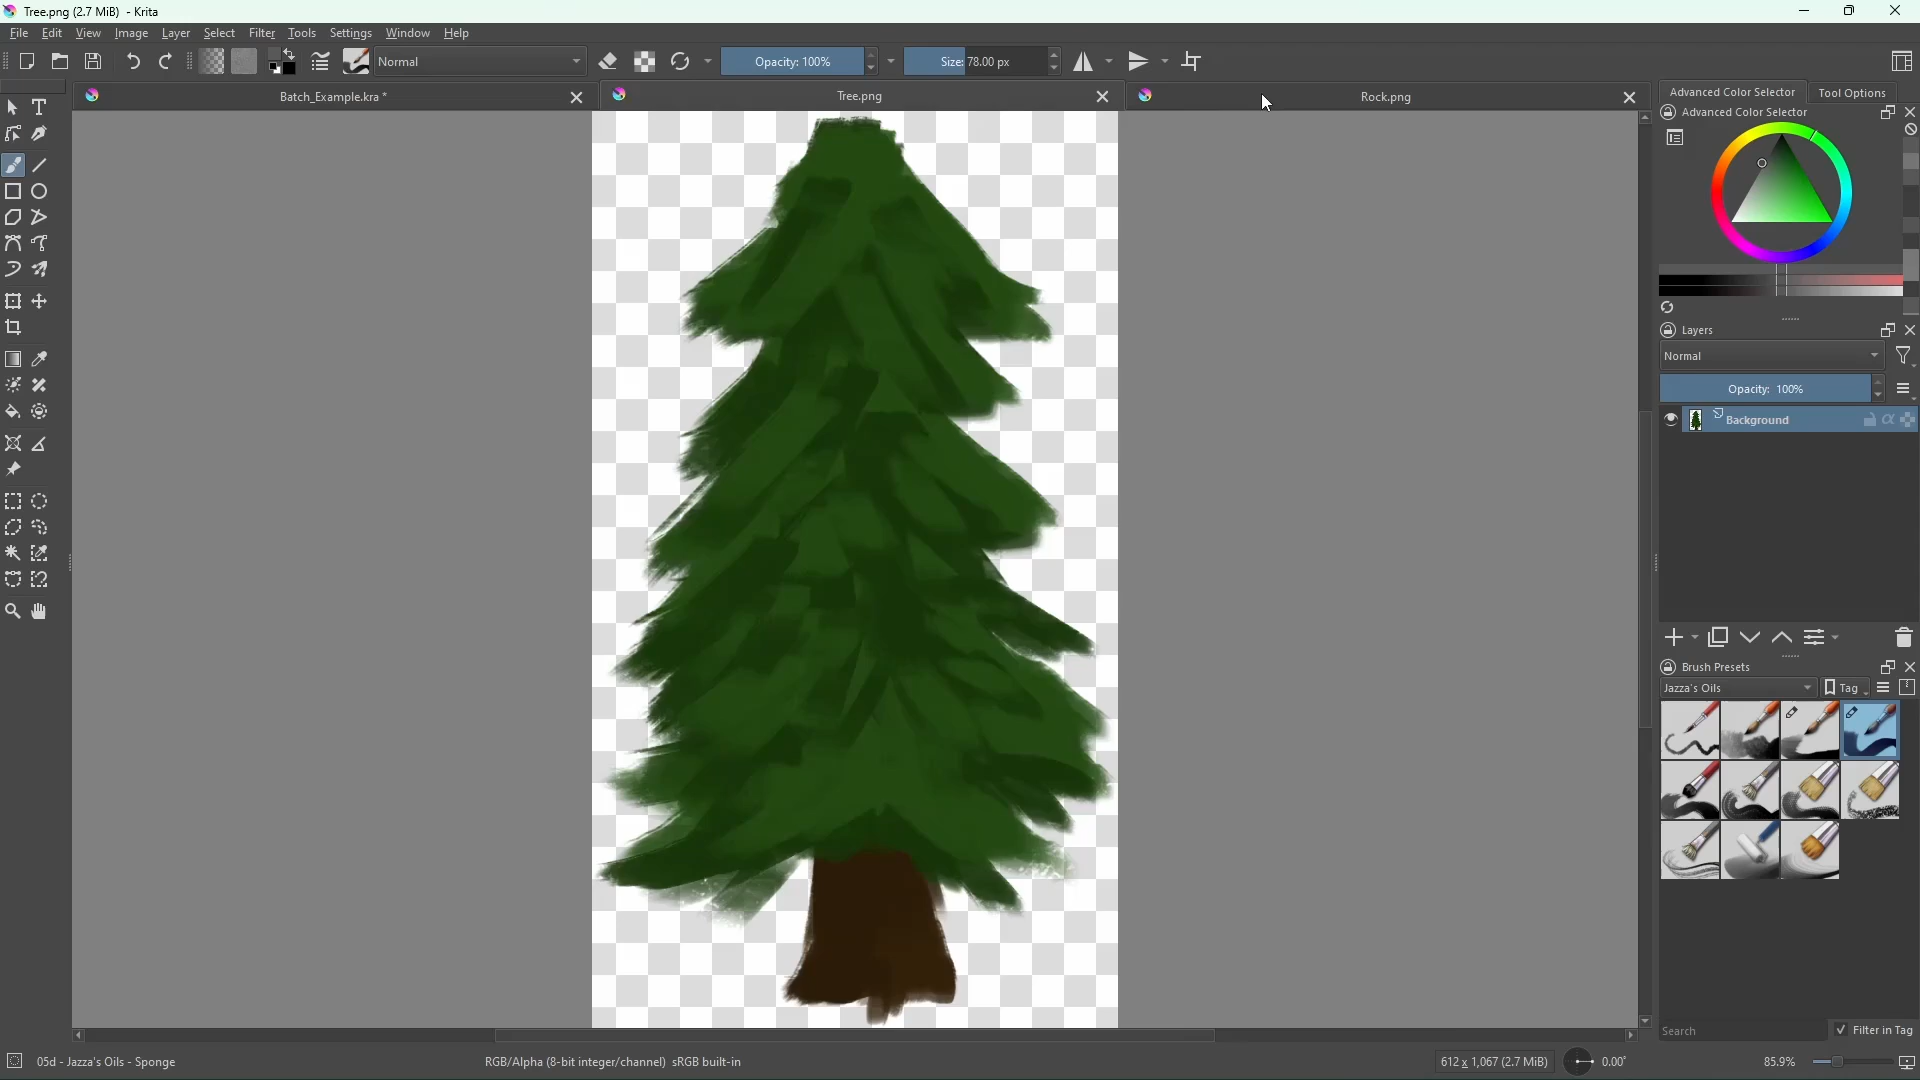 Tree.png (2.7 MiB) - Krita
File Edit View Image Layer Select Filter Tools Settings Window Help
Normal
Opacity: 100%
Size: 78.00 px
Batch_Example.kra *
Tree.png
Rock.png
Advanced Color Selector
Tool Options
Advanced Color Selector
Layers
Normal
Opacity: 100%
Background
Brush Presets
Jazza's Oils
Tag
Search
Filter in Tag
05d - Jazza's Oils - Sponge
RGB/Alpha (8-bit integer/channel) sRGB built-in
612 x 1,067 (2.7 MiB)
0.00°
85.9%